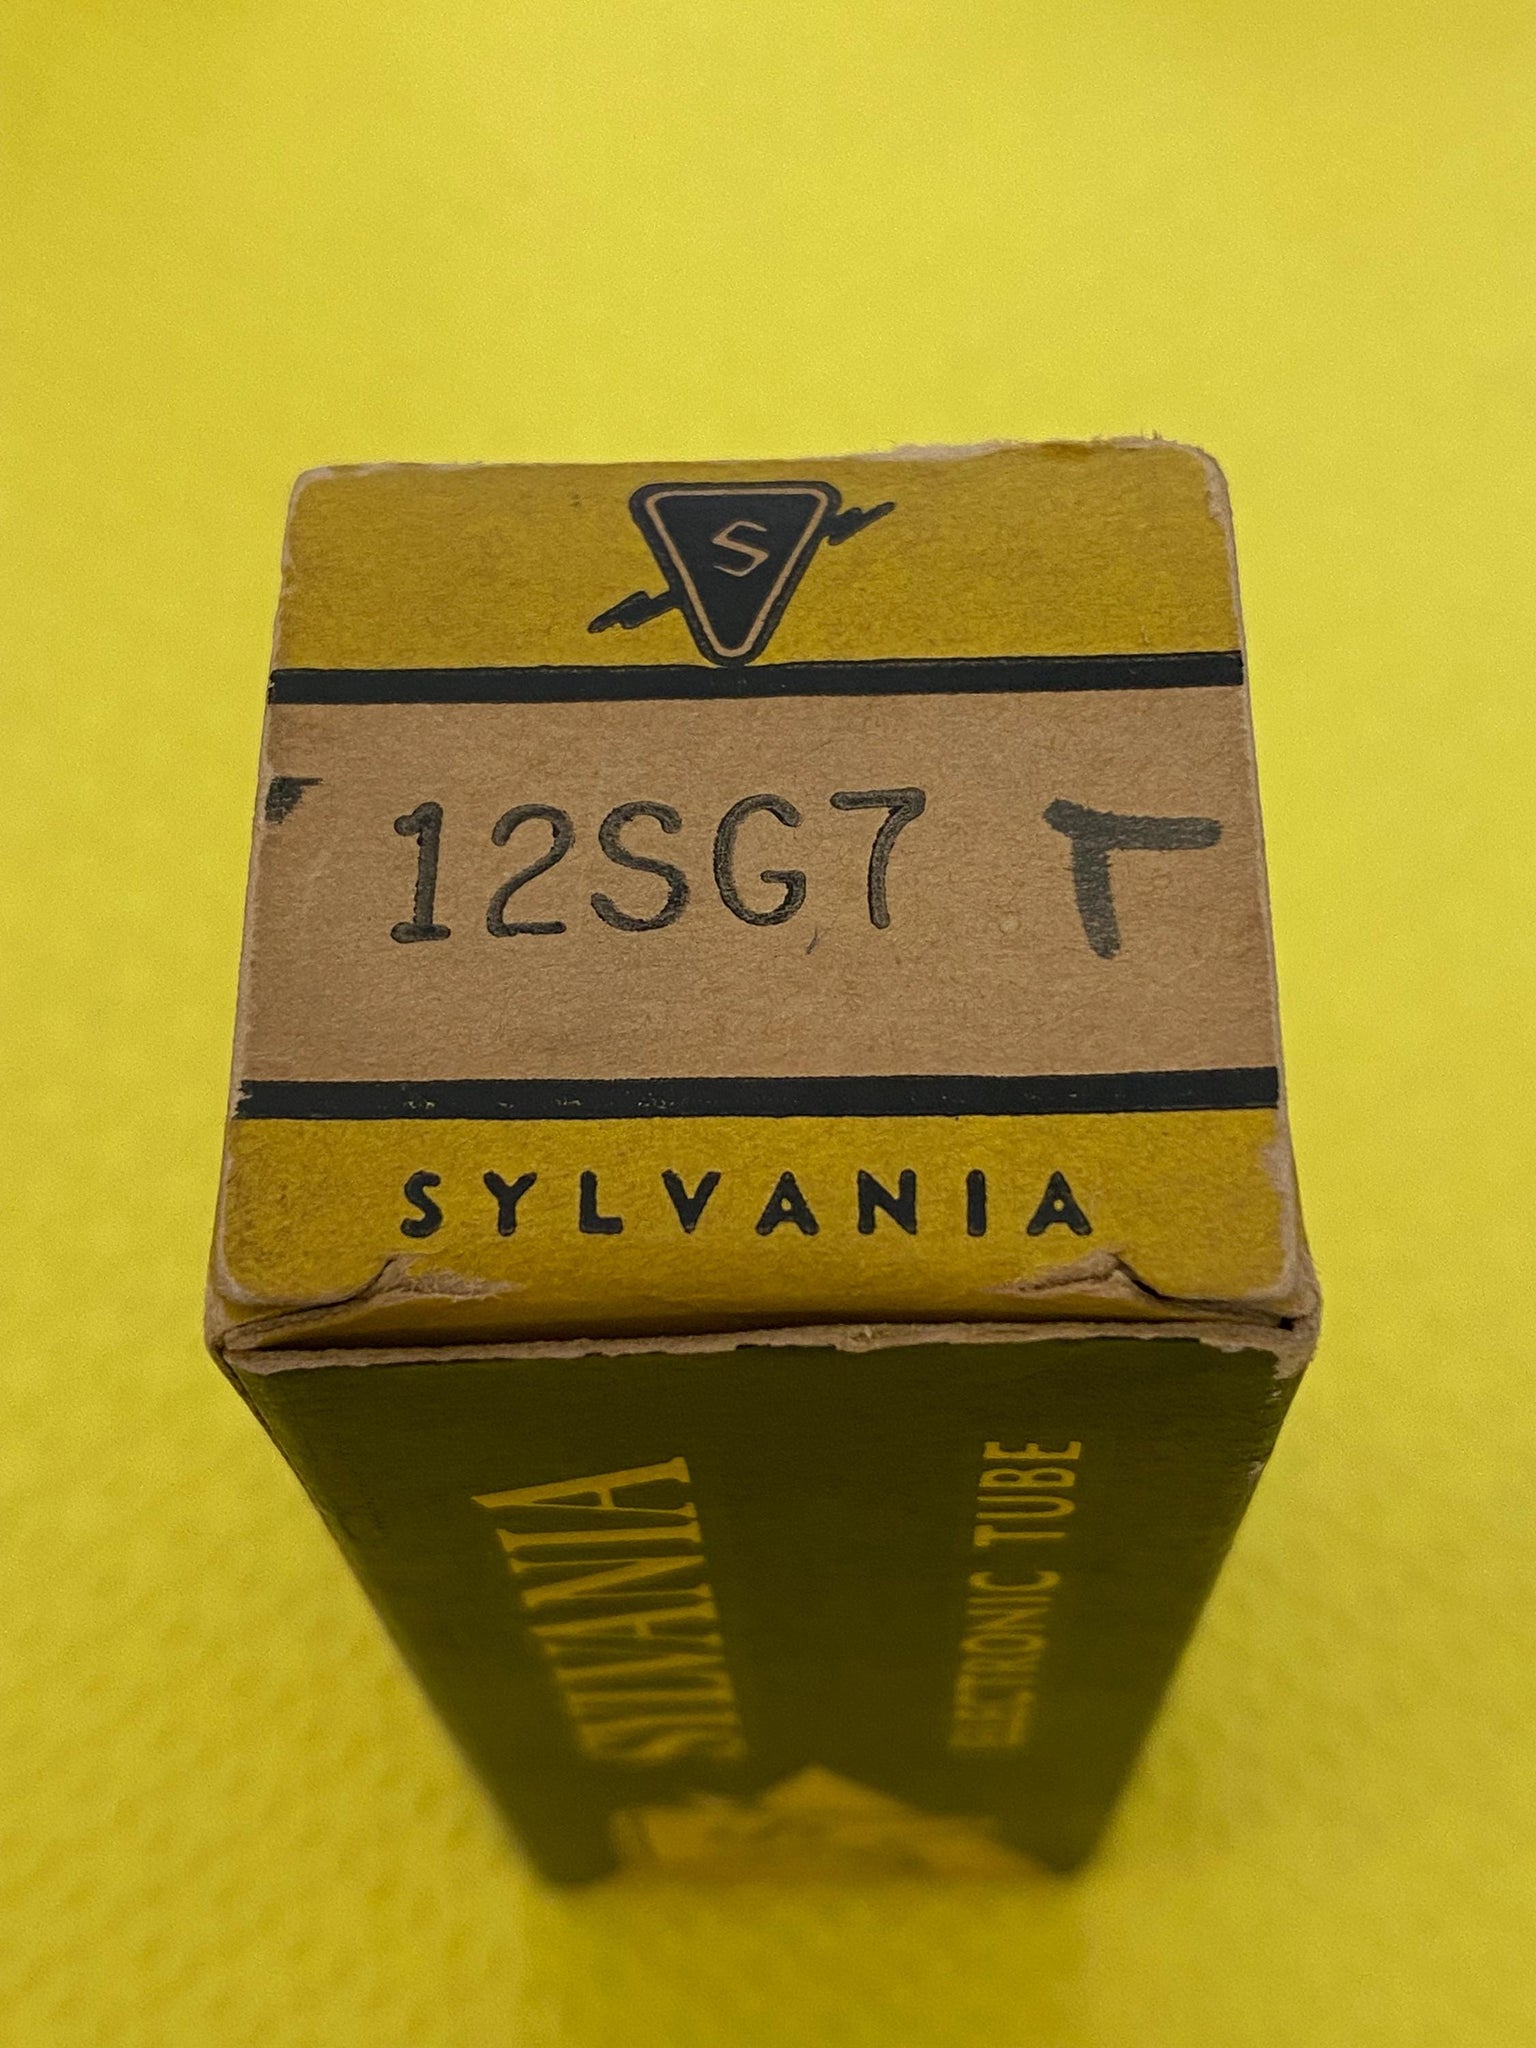 S
12SG7
SYLVANIA
SYLVANIA
ELECTRONIC TUBE